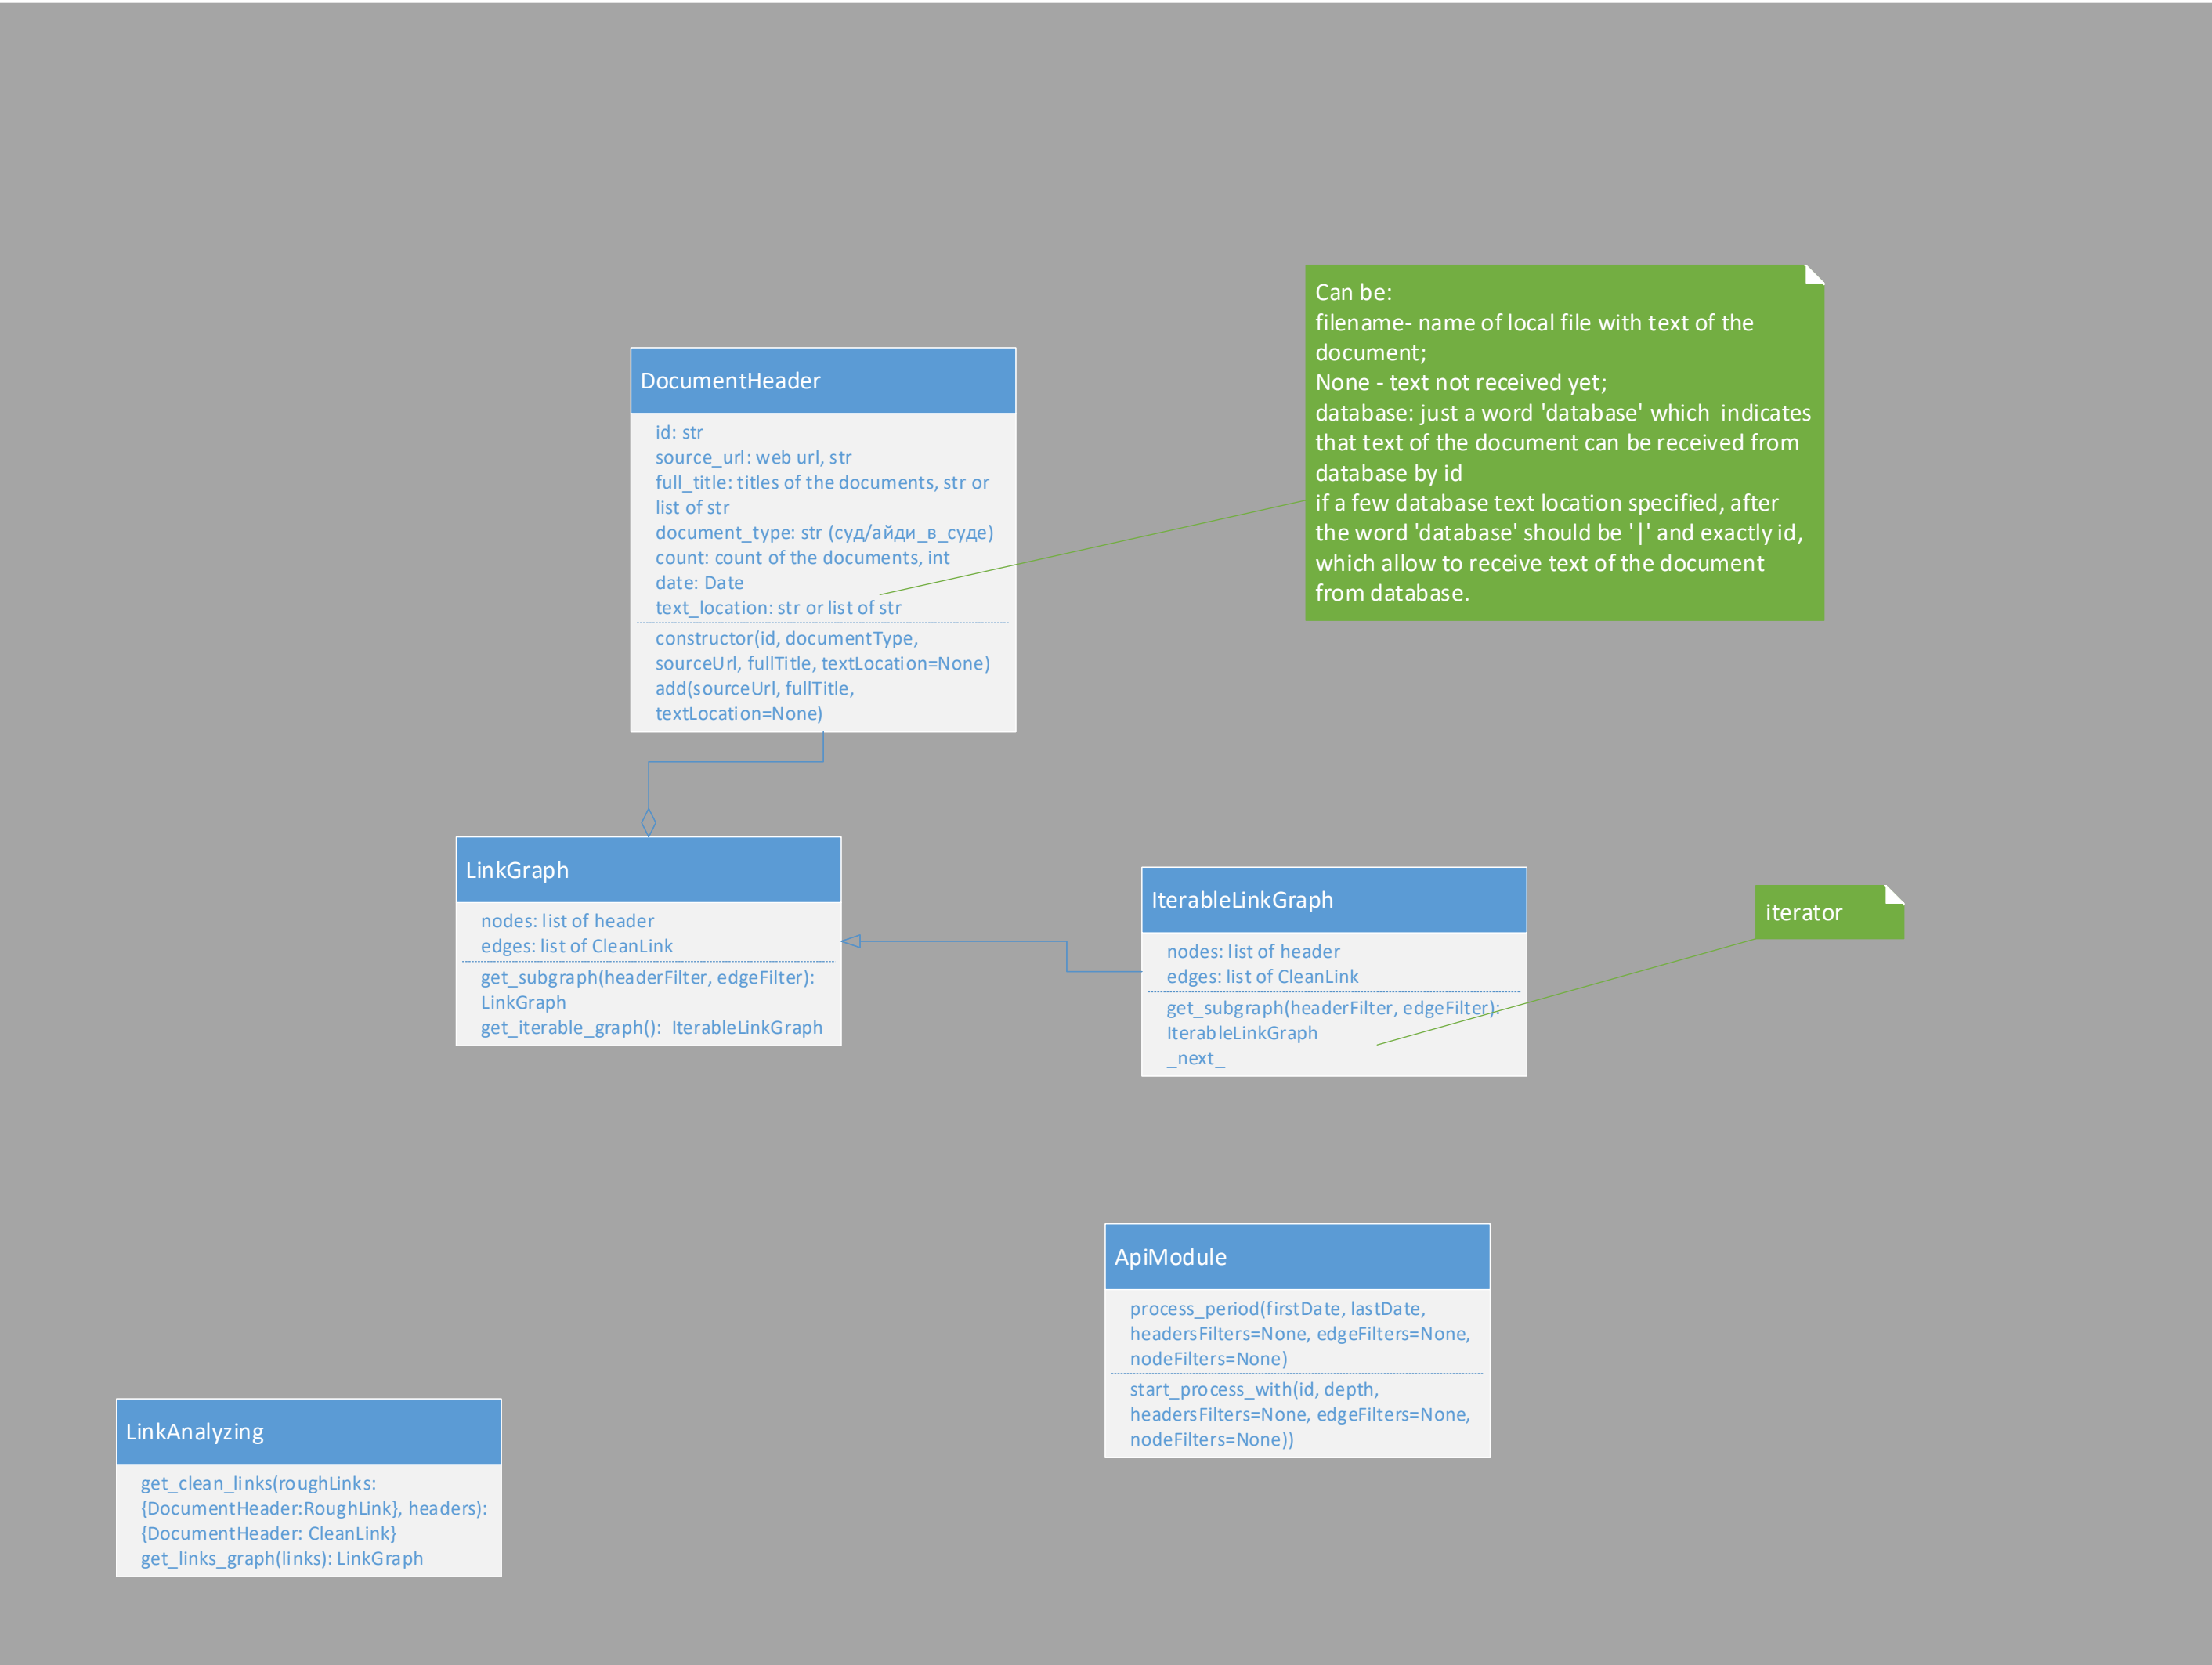 DocumentHeader
id: str
source_url: web url, str
full_title: titles of the documents, str or
list of str
document_type: str (суд/айди_в_суде)
count: count of the documents, int
date: Date
text_location: str or list of str
constructor(id, documentType,
sourceUrl, fullTitle, textLocation=None)
add(sourceUrl, fullTitle,
textLocation=None)
Can be:
filename- name of local file with text of the
document;
None - text not received yet;
database: just a word 'database' which  indicates
that text of the document can be received from
database by id
if a few database text location specified, after
the word 'database' should be '|' and exactly id,
which allow to receive text of the document
from database.
LinkGraph
nodes: list of header
edges: list of CleanLink
get_subgraph(headerFilter, edgeFilter):
LinkGraph
get_iterable_graph():  IterableLinkGraph
IterableLinkGraph
nodes: list of header
edges: list of CleanLink
get_subgraph(headerFilter, edgeFilter):
IterableLinkGraph
_next_
iterator
ApiModule
process_period(firstDate, lastDate,
headersFilters=None, edgeFilters=None,
nodeFilters=None)
start_process_with(id, depth,
headersFilters=None, edgeFilters=None,
nodeFilters=None))
LinkAnalyzing
get_clean_links(roughLinks:
{DocumentHeader:RoughLink}, headers):
{DocumentHeader: CleanLink}
get_links_graph(links): LinkGraph